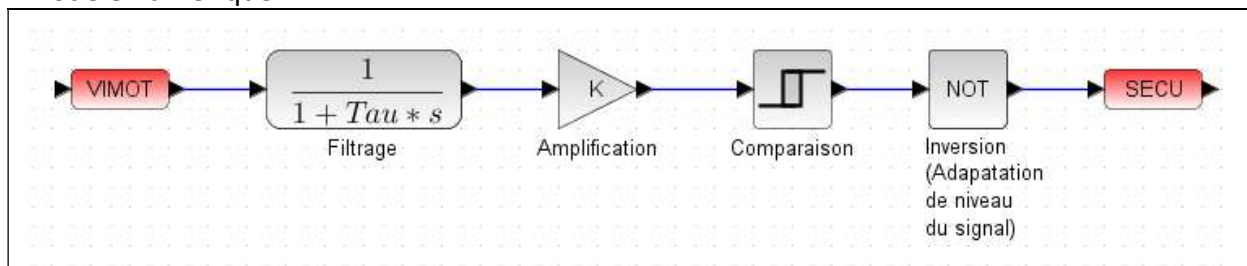 VIMOT
1
1 + Tau * s
Filtrage
K
Amplification
Comparaison
NOT
Inversion
(Adapatation
de niveau
du signal)
SECU